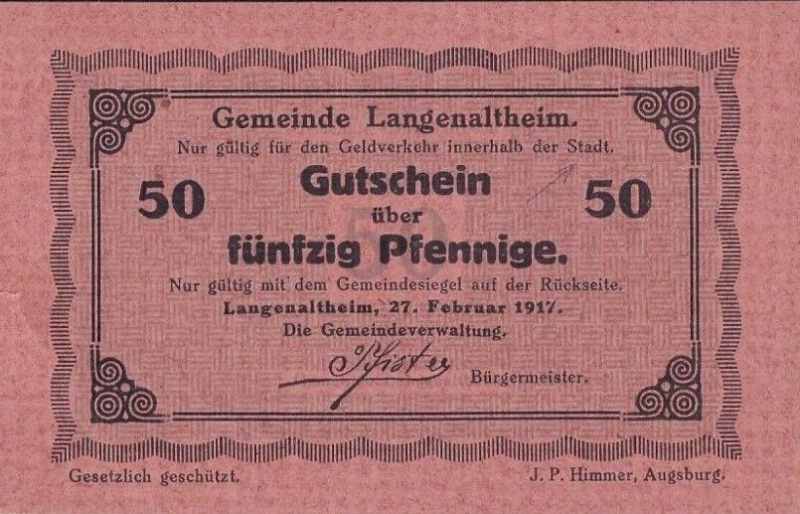 Gemeinde Langenaltheim.
Nur gültig für den Geldverkehr innerhalb der Stadt.
Gutschein
50 über 50
fünfzig Pfennige.
Nur gültig mit dem Gemeindesiegel auf der Rückseite.
Langenaltheim, 27. Februar 1917.
Die Gemeindeverwaltung.
Pfister
Bürgermeister.
Gesetzlich geschützt. J. P. Himmer, Augsburg.